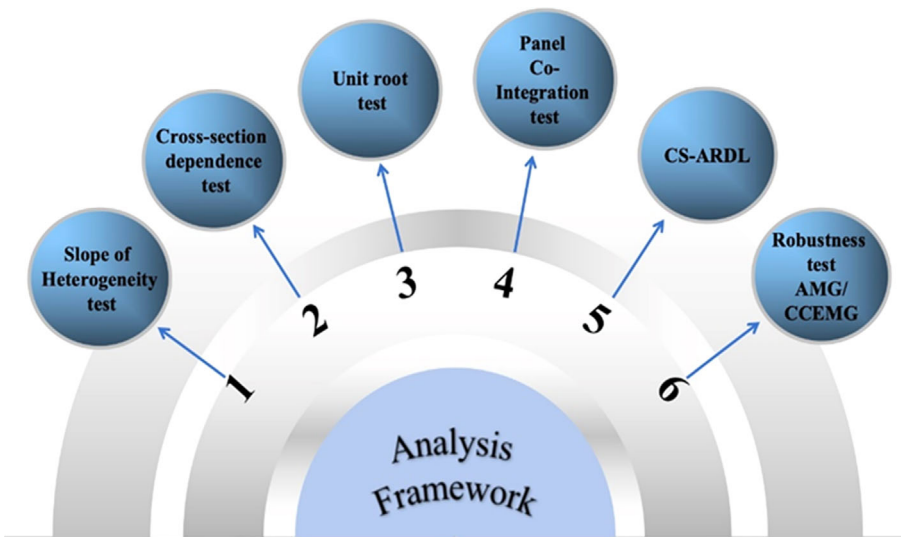 Slope of
Heterogeneity
test
Cross-section
dependence
test
Unit root
test
Panel
Co-
Integration
test
CS-ARDL
Robustness
test
AMG/
CCEMG
1
2
3
4
5
6
Analysis
Framework